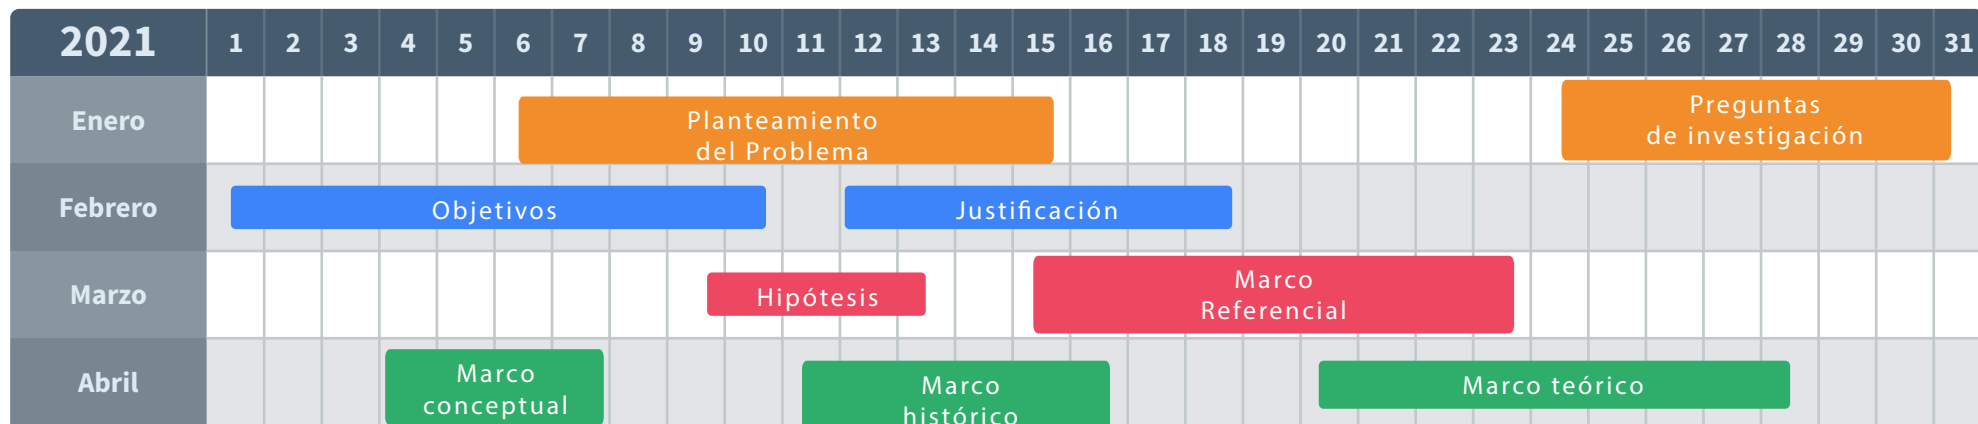 2021 1 2 3 4 5 6 7 8 9 10 11 12 13 14 15 16 17 18 19 20 21 22 23 24 25 26 27 28 29 30 31
Enero
Planteamiento
del Problema
Preguntas
de investigación
Febrero
Objetivos
Justificación
Marzo
Hipótesis
Marco
Referencial
Abril
Marco
conceptual
Marco
histórico
Marco teórico